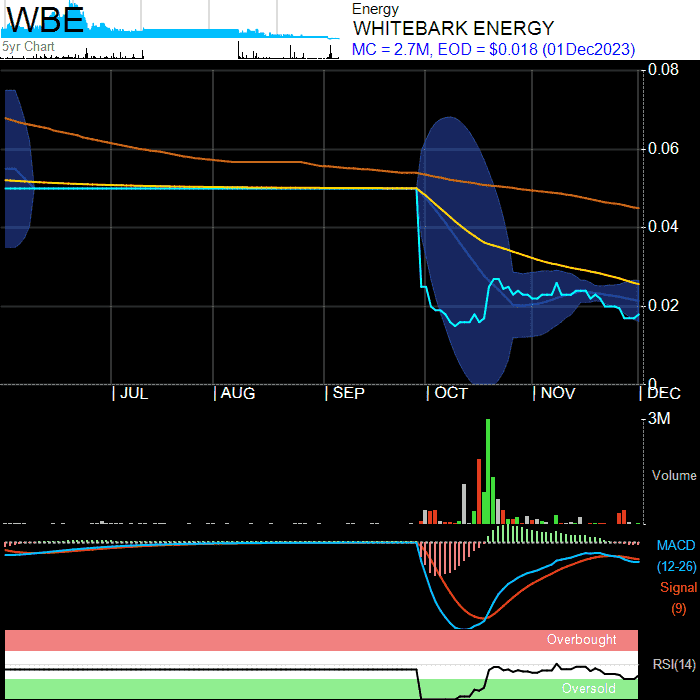 WBE
5yr Chart
Energy
WHITEBARK ENERGY
MC = 2.7M, EOD = $0.018 (01Dec2023)
0.08
0.06
0.04
0.02
0
JUL
AUG
SEP
OCT
NOV
DEC
3M
Volume
MACD
(12-26)
Signal
(9)
Overbought
RSI(14)
Oversold